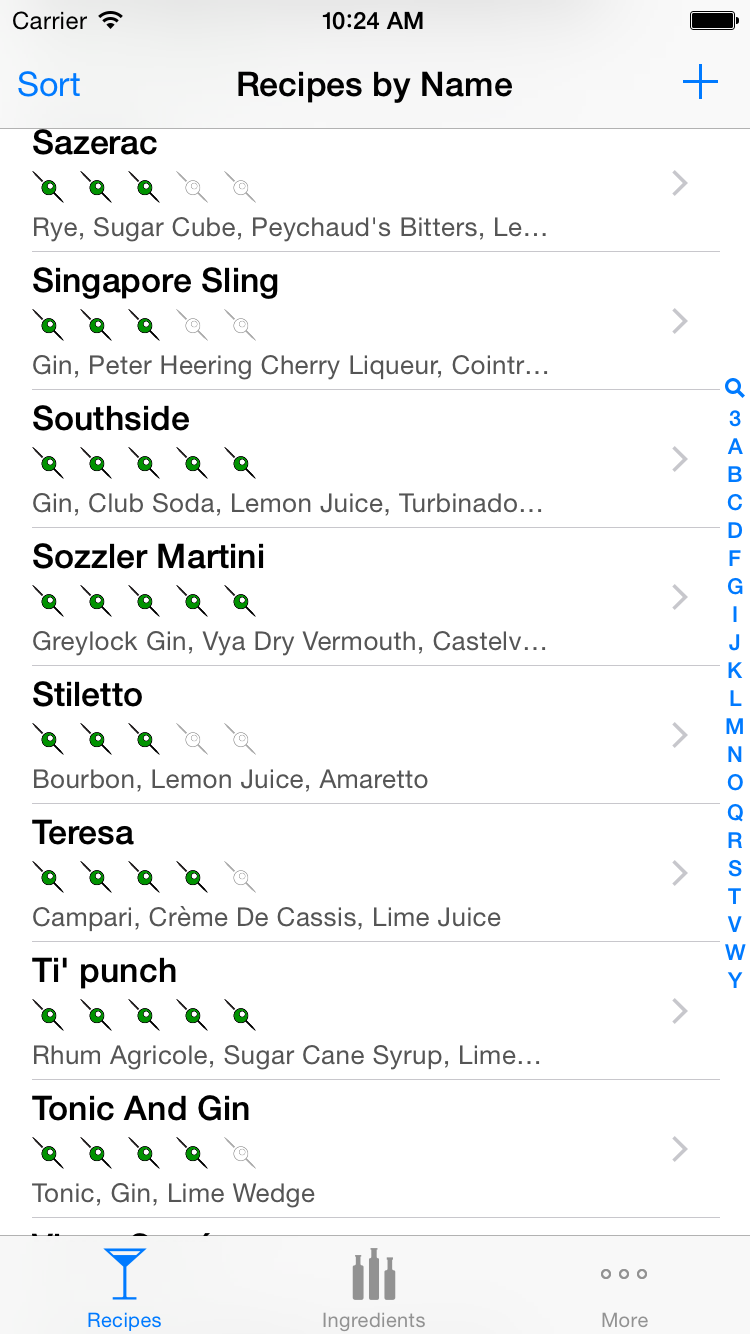 Carrier 10:24 AM
Sort Recipes by Name
Sazerac
Rye, Sugar Cube, Peychaud's Bitters, Le...
Singapore Sling
Gin, Peter Heering Cherry Liqueur, Cointr...
Southside
Gin, Club Soda, Lemon Juice, Turbinado...
Sozzler Martini
Greylock Gin, Vya Dry Vermouth, Castelv...
Stiletto
Bourbon, Lemon Juice, Amaretto
Teresa
Campari, Crème De Cassis, Lime Juice
Ti' punch
Rhum Agricole, Sugar Cane Syrup, Lime...
Tonic And Gin
Tonic, Gin, Lime Wedge
3
A
B
C
D
F
G
I
J
K
L
M
N
O
Q
R
S
T
V
W
Y
Recipes Ingredients More